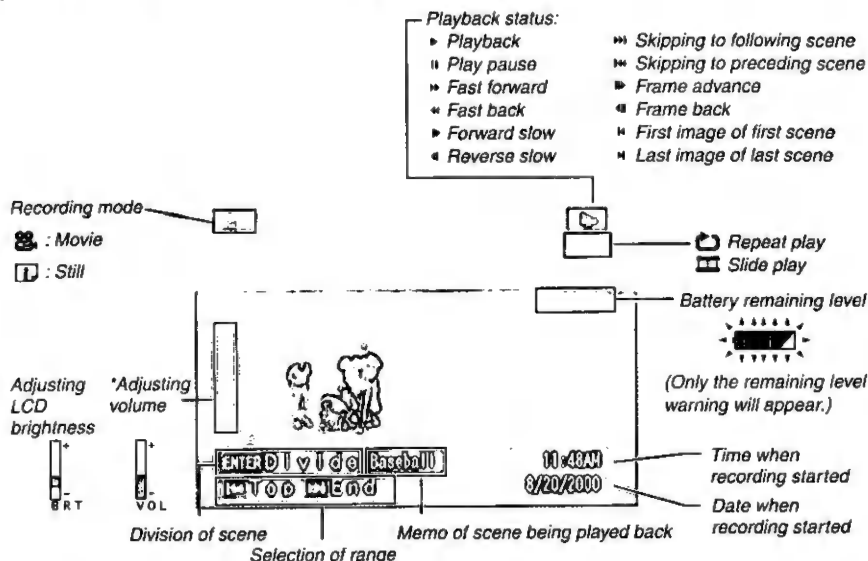 Playback status:
Playback
Play pause
Fast forward
Fast back
Forward slow
Reverse slow
Skipping to following scene
Skipping to preceding scene
Frame advance
Frame back
First image of first scene
Last image of last scene
Recording mode
: Movie
: Still
Repeat play
Slide play
Battery remaining level
(Only the remaining level
warning will appear.)
Adjusting
LCD
brightness
+
-
BRT
*Adjusting
volume
+
-
VOL
ENTER Divide Baseball
Top End
11:48AM
8/20/2000
Time when
recording started
Date when
recording started
Division of scene
Selection of range
Memo of scene being played back